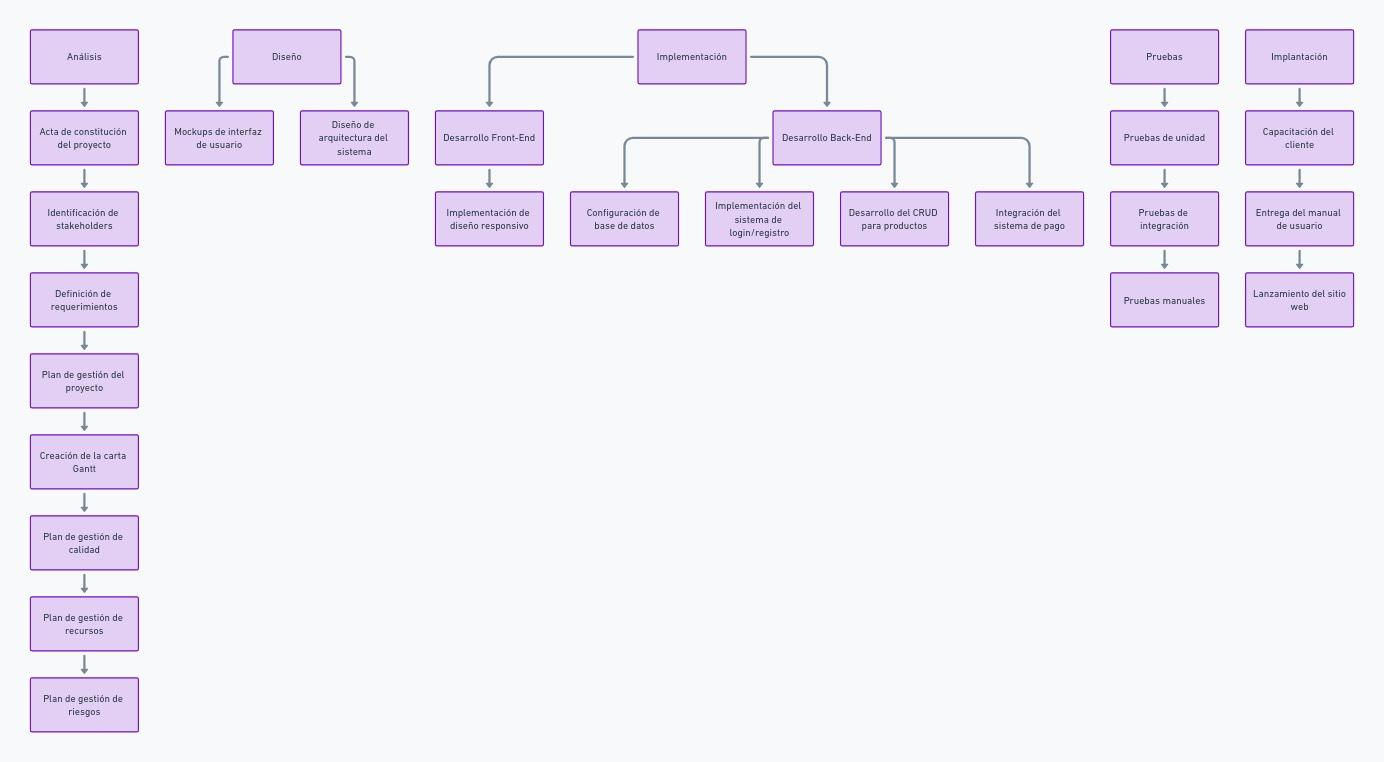 Análisis
Acta de constitución
del proyecto
Identificación de
stakeholders
Definición de
requerimientos
Plan de gestión del
proyecto
Creación de la carta
Gantt
Plan de gestión de
calidad
Plan de gestión de
recursos
Plan de gestión de
riesgos
Diseño
Mockups de interfaz
de usuario
Diseño de
arquitectura del
sistema
Implementación
Desarrollo Front-End
Implementación de
diseño responsivo
Desarrollo Back-End
Configuración de
base de datos
Implementación del
sistema de
login/registro
Desarrollo del CRUD
para productos
Integración del
sistema de pago
Pruebas
Pruebas de unidad
Pruebas de
integración
Pruebas manuales
Implantación
Capacitación del
cliente
Entrega del manual
de usuario
Lanzamiento del sitio
web